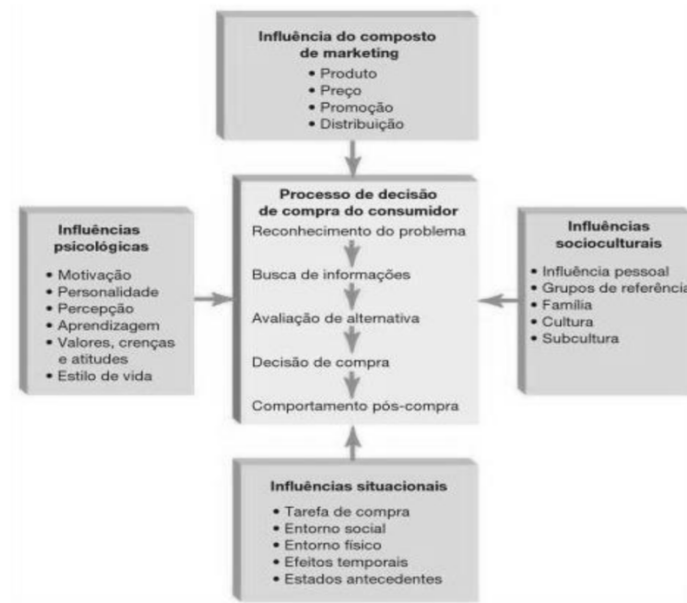 Influência do composto
de marketing
• Produto
• Preço
• Promoção
• Distribuição
Influências
psicológicas
• Motivação
• Personalidade
• Percepção
• Aprendizagem
• Valores, crenças
e atitudes
• Estilo de vida
Processo de decisão
de compra do consumidor
Reconhecimento do problema
Busca de informações
Avaliação de alternativa
Decisão de compra
Comportamento pós-compra
Influências
socioculturais
• Influência pessoal
• Grupos de referência
• Família
• Cultura
• Subcultura
Influências situacionais
• Tarefa de compra
• Entorno social
• Entorno físico
• Efeitos temporais
• Estados antecedentes